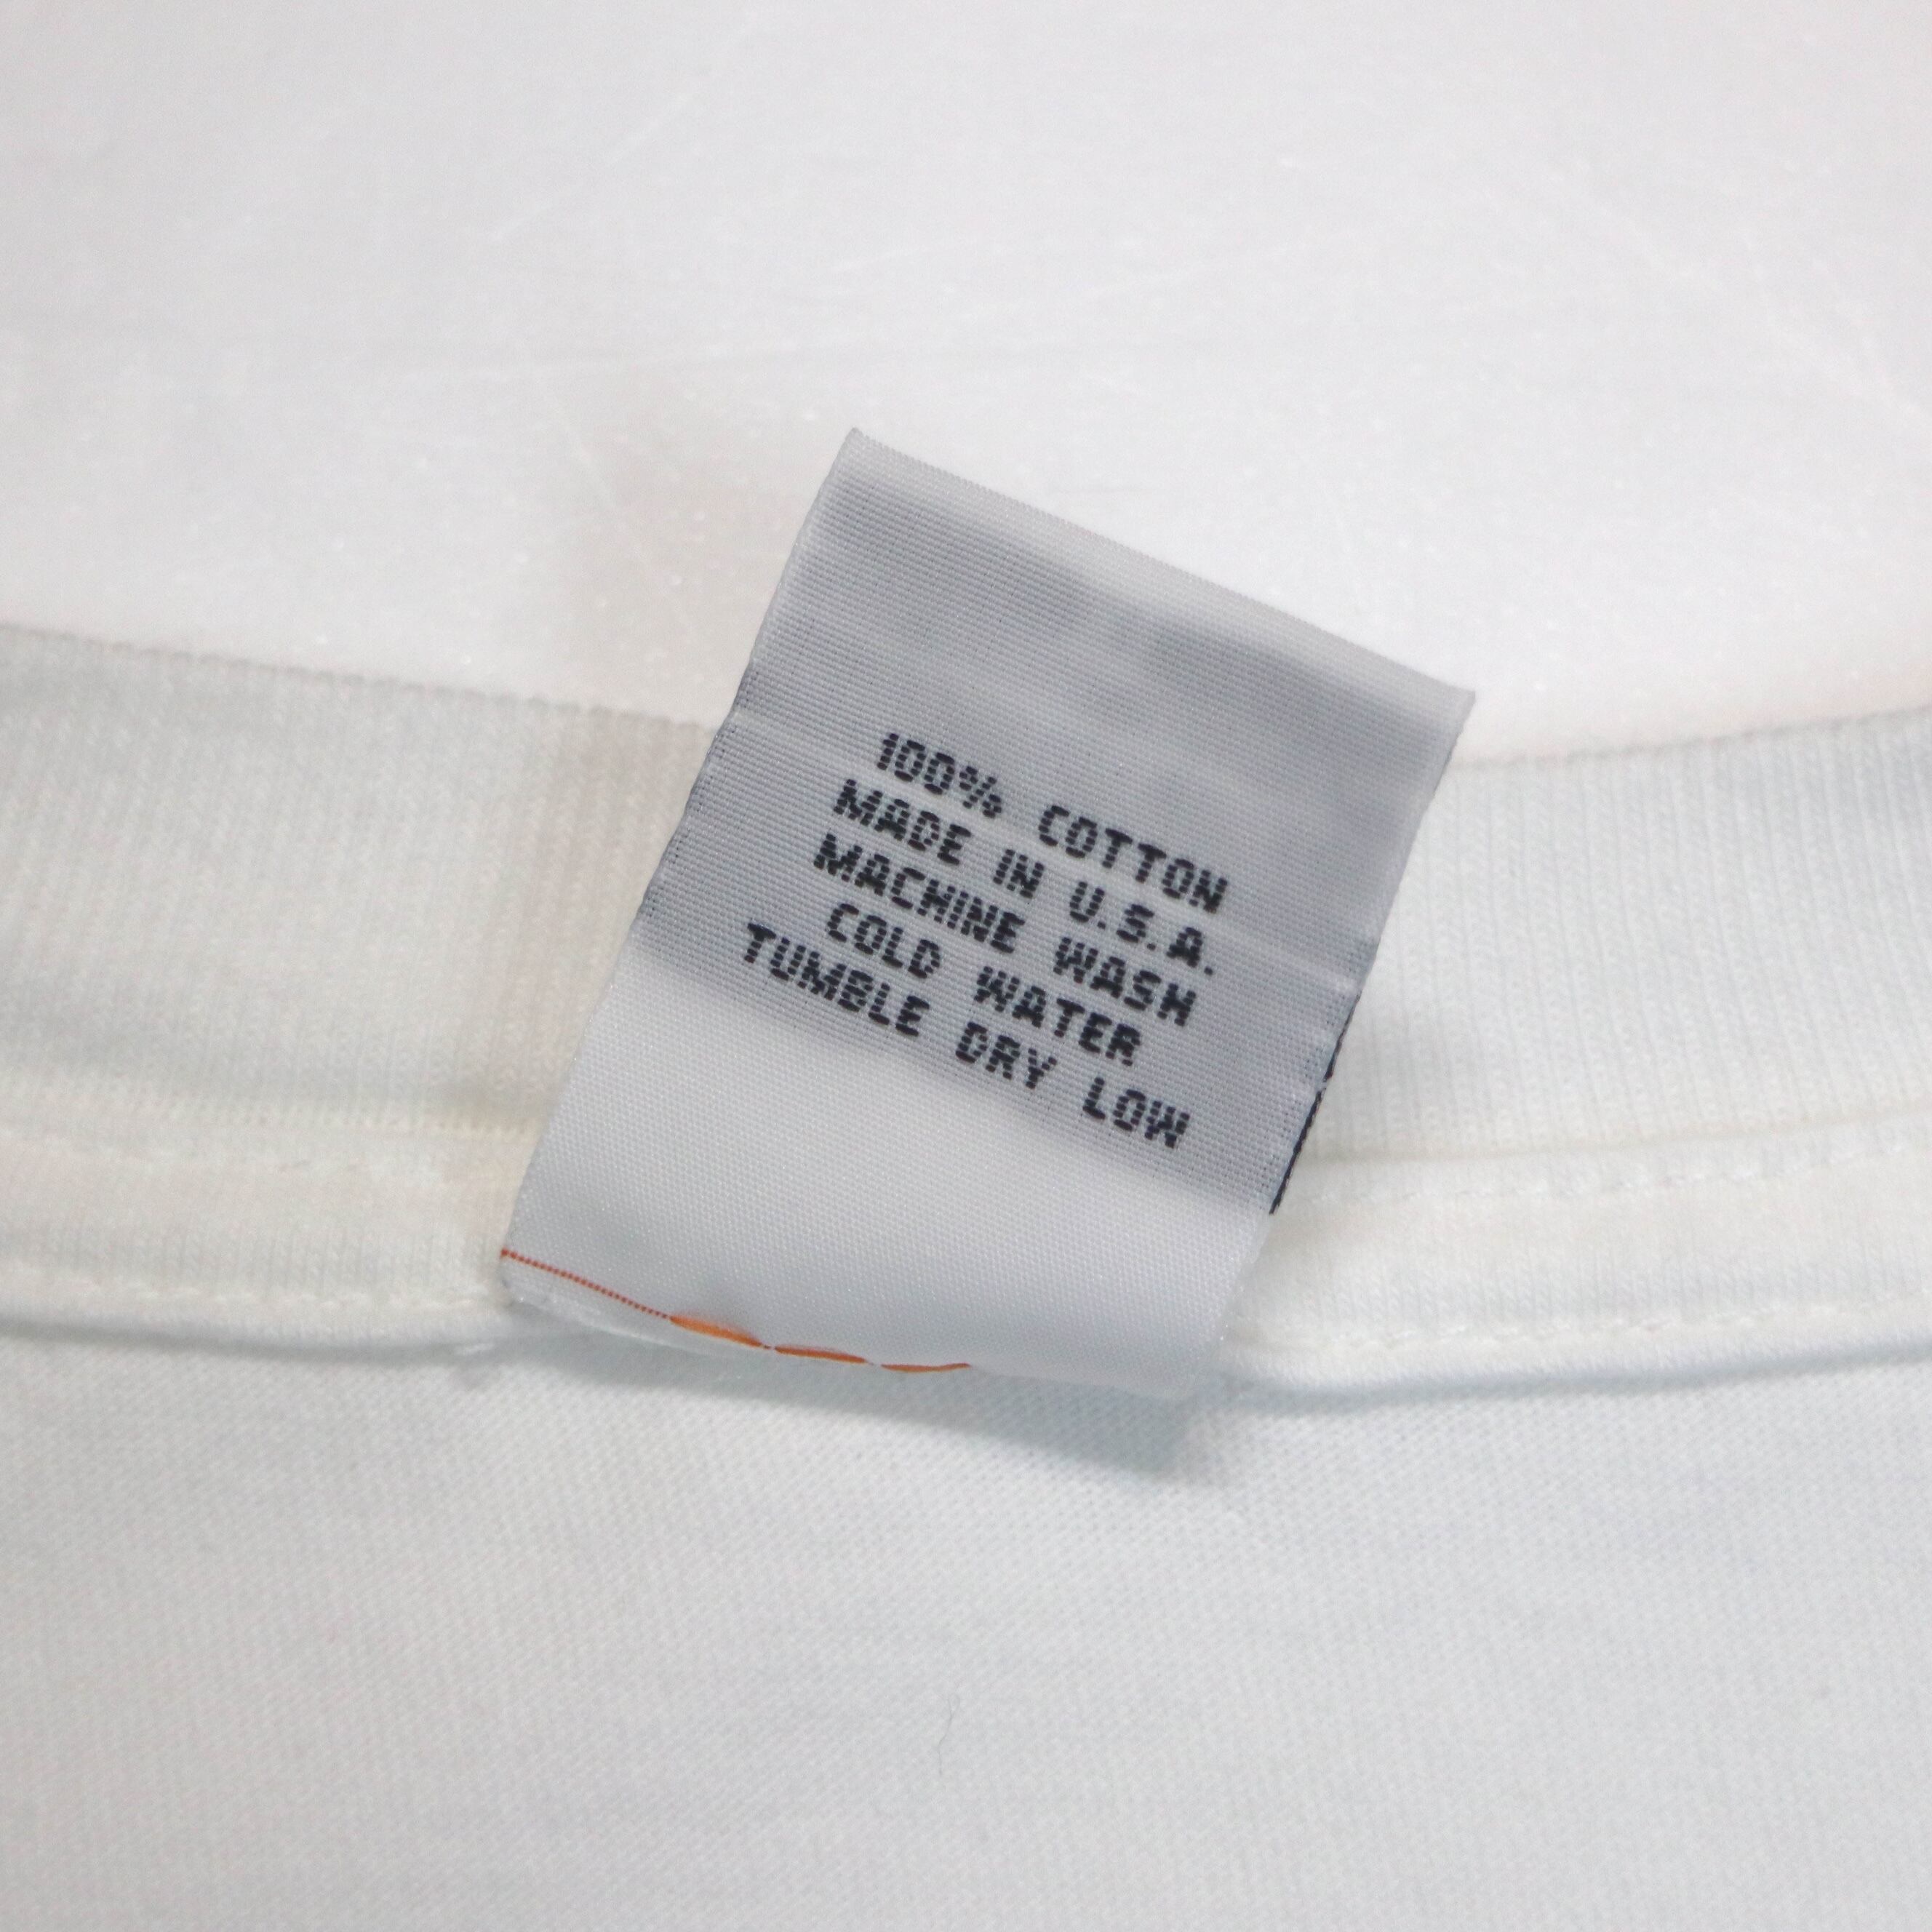 100% COTTON
MADE IN U.S.A.
MACHINE WASH
COLD WATER
TUMBLE DRY LOW